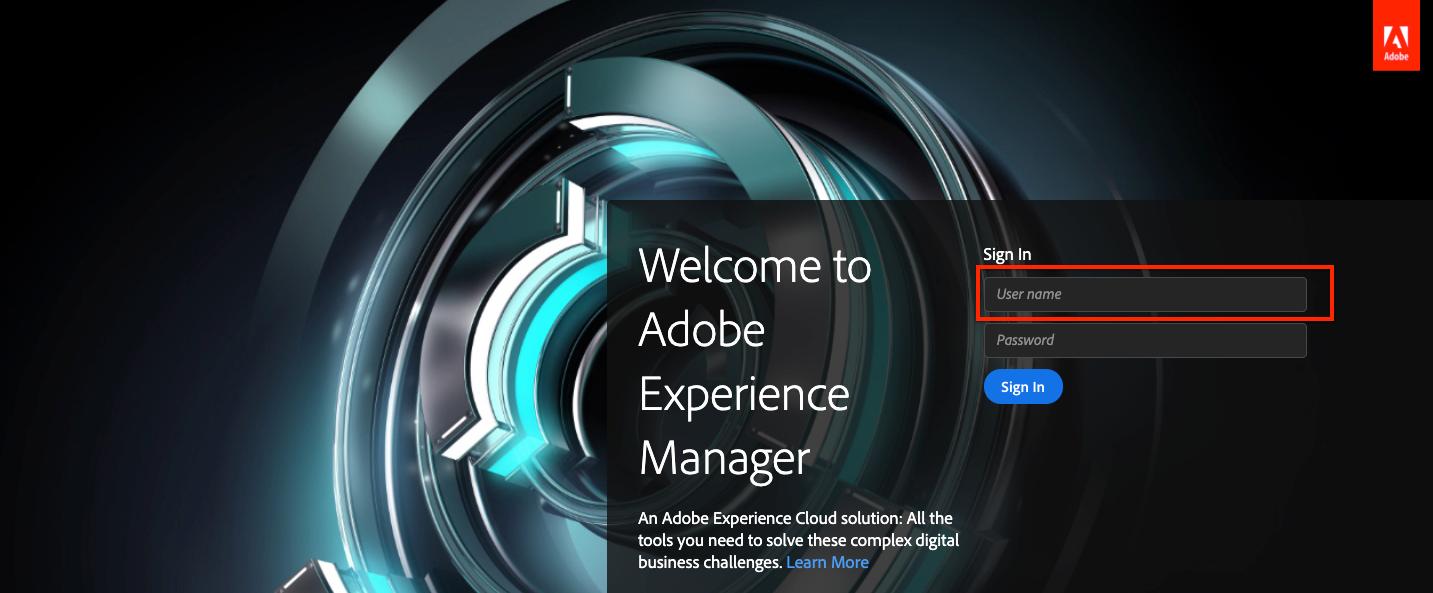 Adobe
Welcome to
Adobe
Experience
Manager
An Adobe Experience Cloud solution: All the
tools you need to solve these complex digital
business challenges. Learn More
Sign In
User name
Password
Sign In